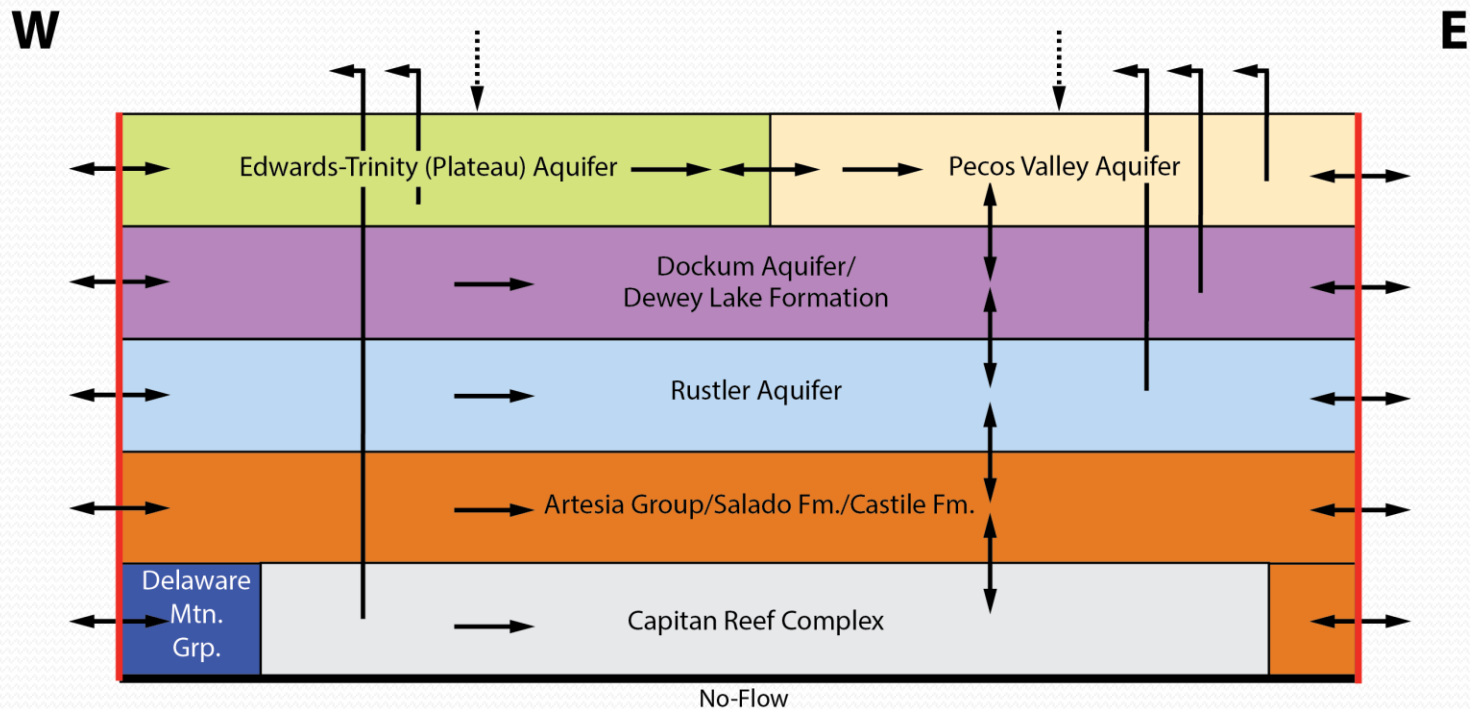 W
E
Edwards-Trinity (Plateau) Aquifer
Pecos Valley Aquifer
Dockum Aquifer/
Dewey Lake Formation
Rustler Aquifer
Artesia Group/Salado Fm./Castile Fm.
Delaware
Mtn.
Grp.
Capitan Reef Complex
No-Flow